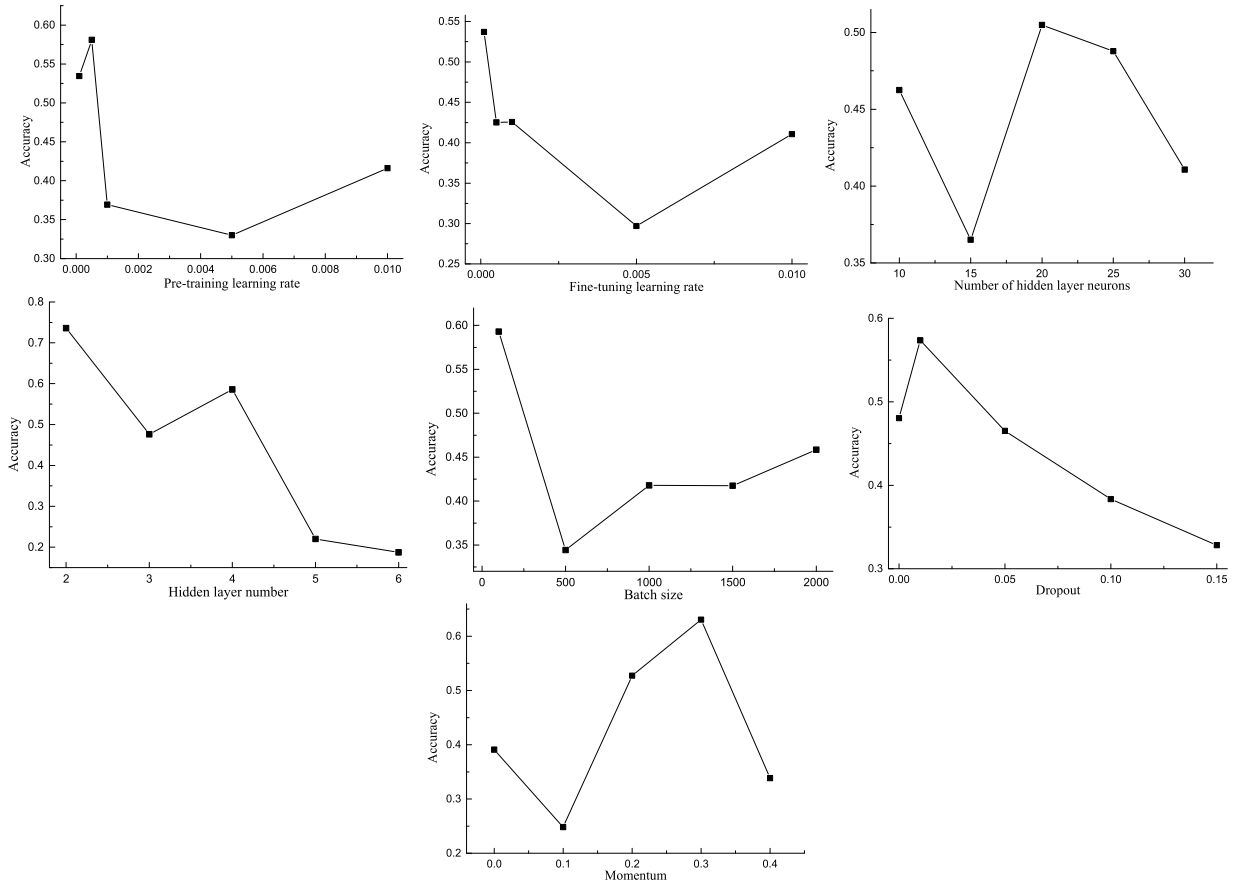 0.60
0.55
0.50
0.45
0.40
0.35
0.30
Accuracy
0.000 0.002 0.004 0.006 0.008 0.010
Pre-training learning rate
0.55
0.50
0.45
0.40
0.35
0.30
0.25
Accuracy
0.000 0.005 0.010
Fine-tuning learning rate
0.50
0.45
0.40
0.35
Accuracy
10 15 20 25 30
Number of hidden layer neurons
0.8
0.7
0.6
0.5
0.4
0.3
0.2
Accuracy
2 3 4 5 6
Hidden layer number
0.60
0.55
0.50
0.45
0.40
0.35
Accuracy
0 500 1000 1500 2000
Batch size
0.6
0.5
0.4
0.3
Accuracy
0.00 0.05 0.10 0.15
Dropout
0.6
0.5
0.4
0.3
0.2
Accuracy
0.0 0.1 0.2 0.3 0.4
Momentum